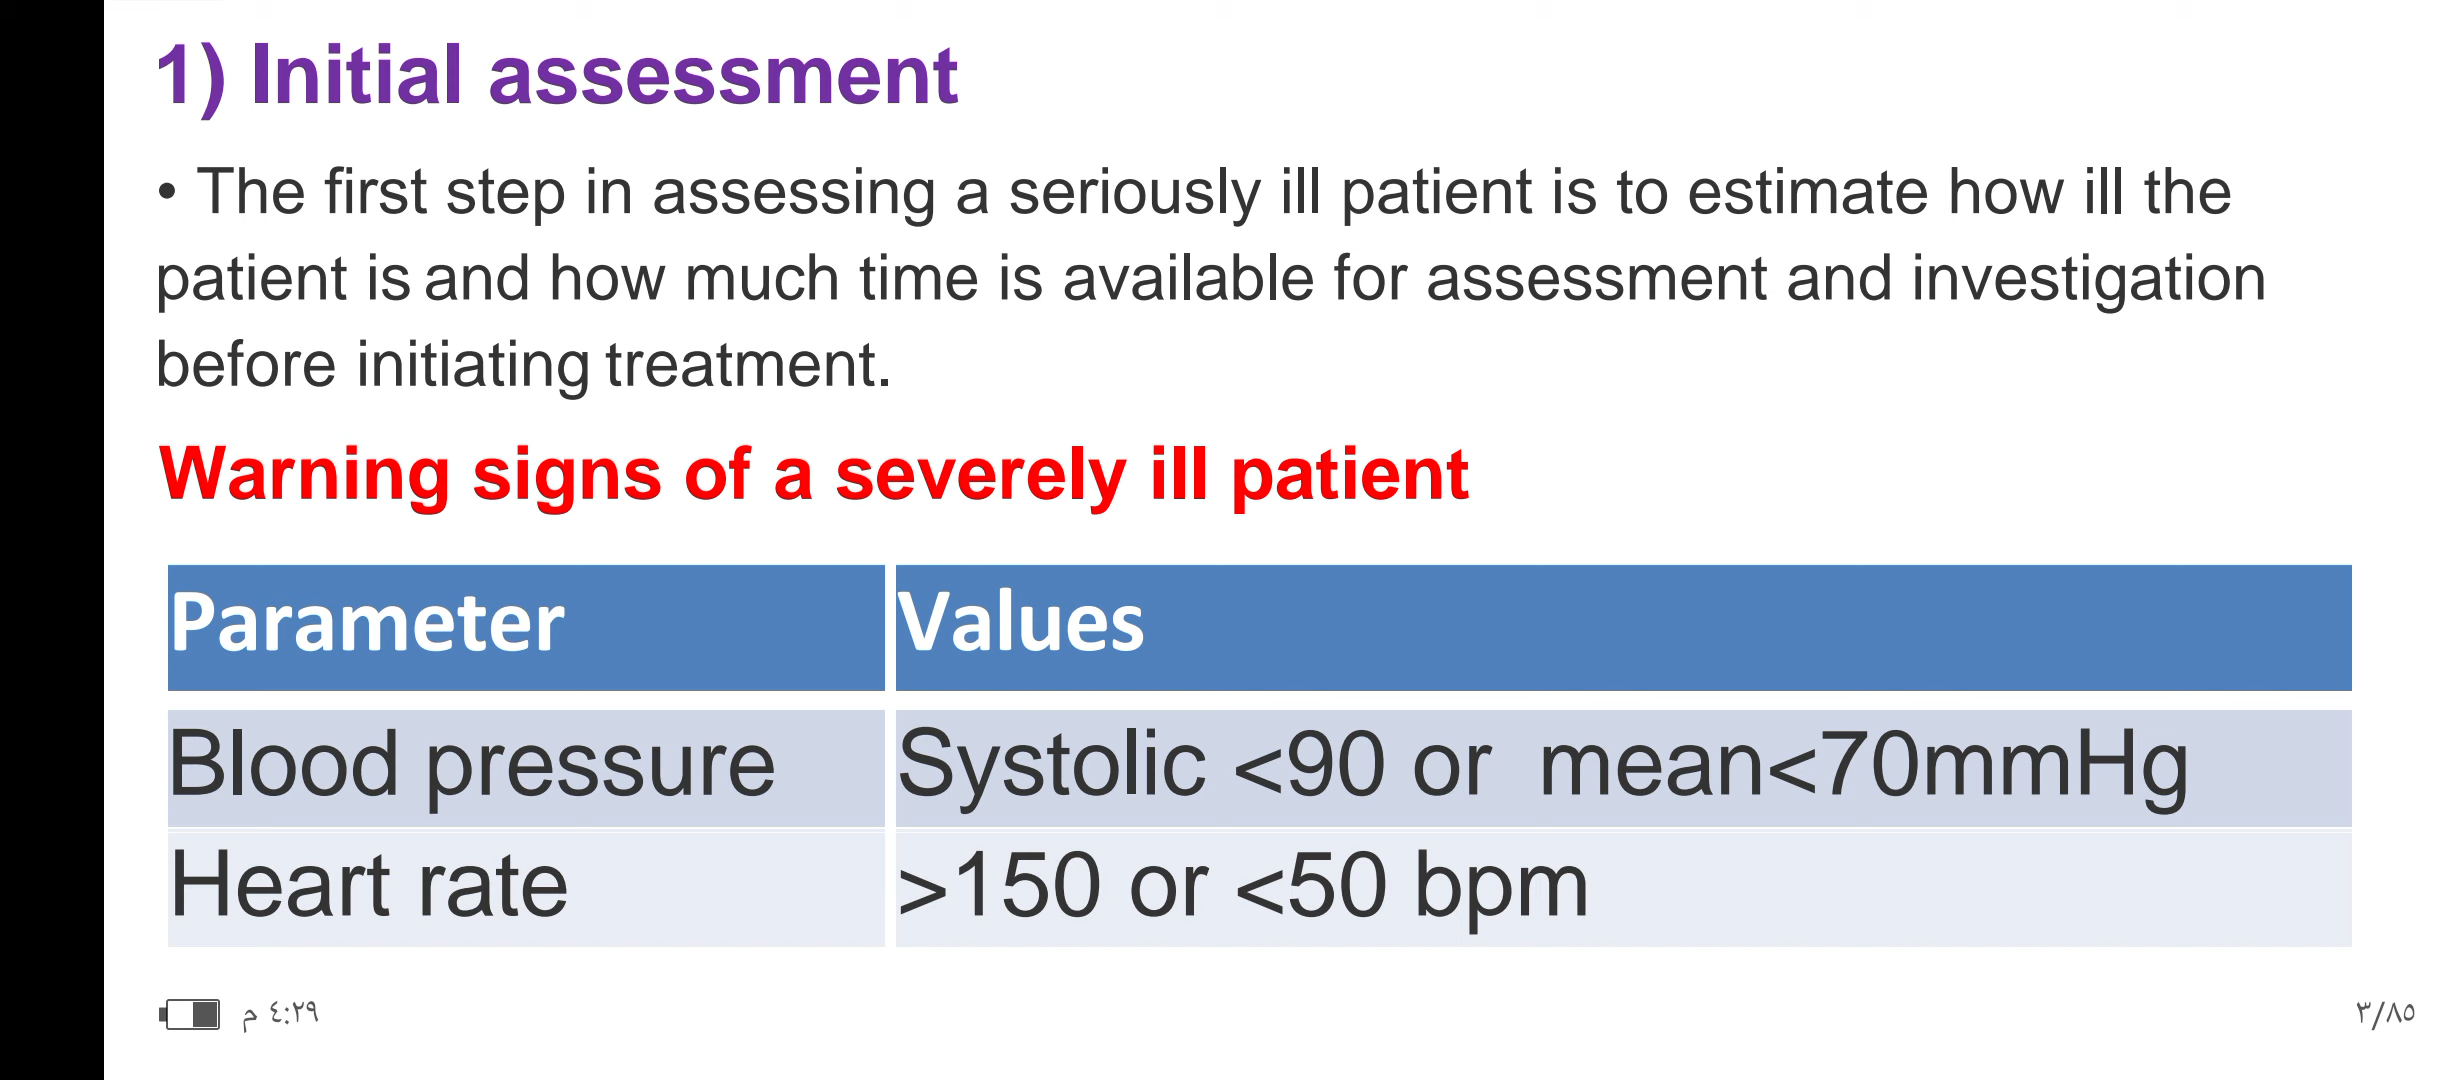 1) Initial assessment
• The first step in assessing a seriously ill patient is to estimate how ill the
patient is and how much time is available for assessment and investigation
before initiating treatment.
Warning signs of a severely ill patient
Parameter Values
Blood pressure Systolic <90 or mean<70mmHg
Heart rate >150 or <50 bpm
٤:٢٩ م ٣/٨٥